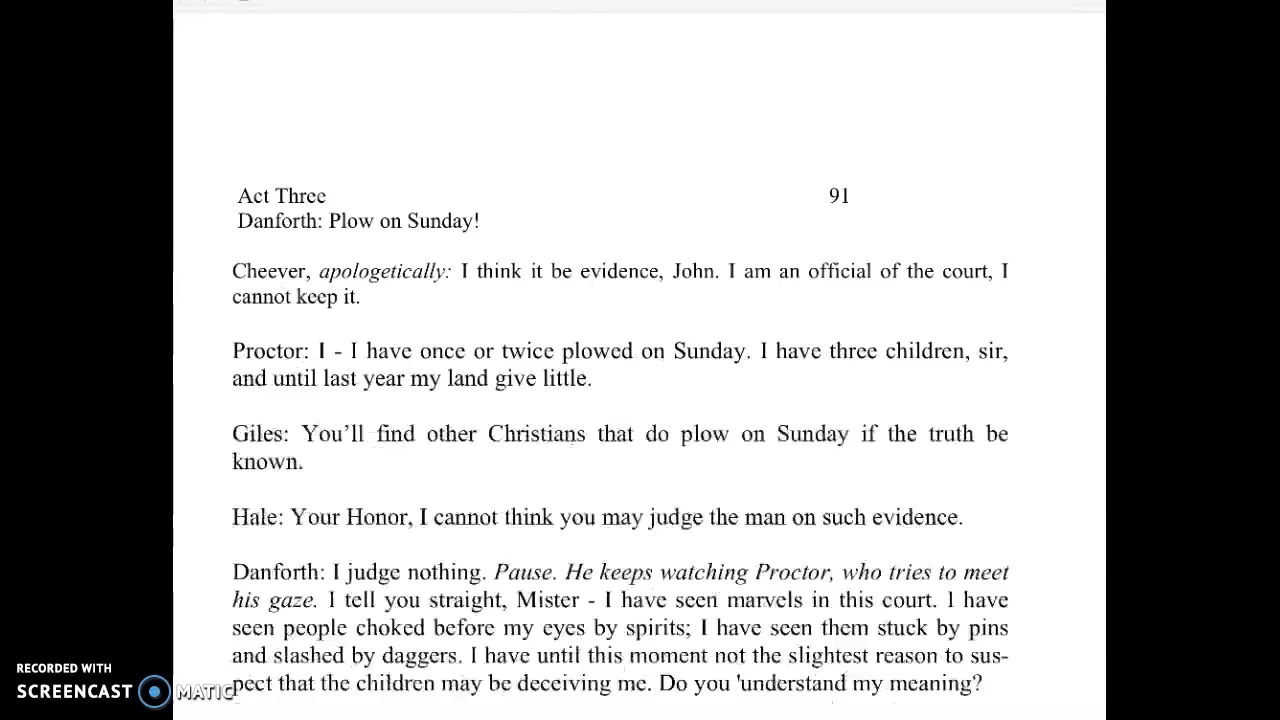 Act Three 91
Danforth: Plow on Sunday!
Cheever, apologetically: I think it be evidence, John. I am an official of the court, I
cannot keep it.
Proctor: I - I have once or twice plowed on Sunday. I have three children, sir,
and until last year my land give little.
Giles: You'll find other Christians that do plow on Sunday if the truth be
known.
Hale: Your Honor, I cannot think you may judge the man on such evidence.
Danforth: I judge nothing. Pause. He keeps watching Proctor, who tries to meet
his gaze. I tell you straight, Mister - I have seen marvels in this court. I have
seen people choked before my eyes by spirits; I have seen them stuck by pins
and slashed by daggers. I have until this moment not the slightest reason to sus-
pect that the children may be deceiving me. Do you 'understand my meaning?
RECORDED WITH
SCREENCAST MATIC